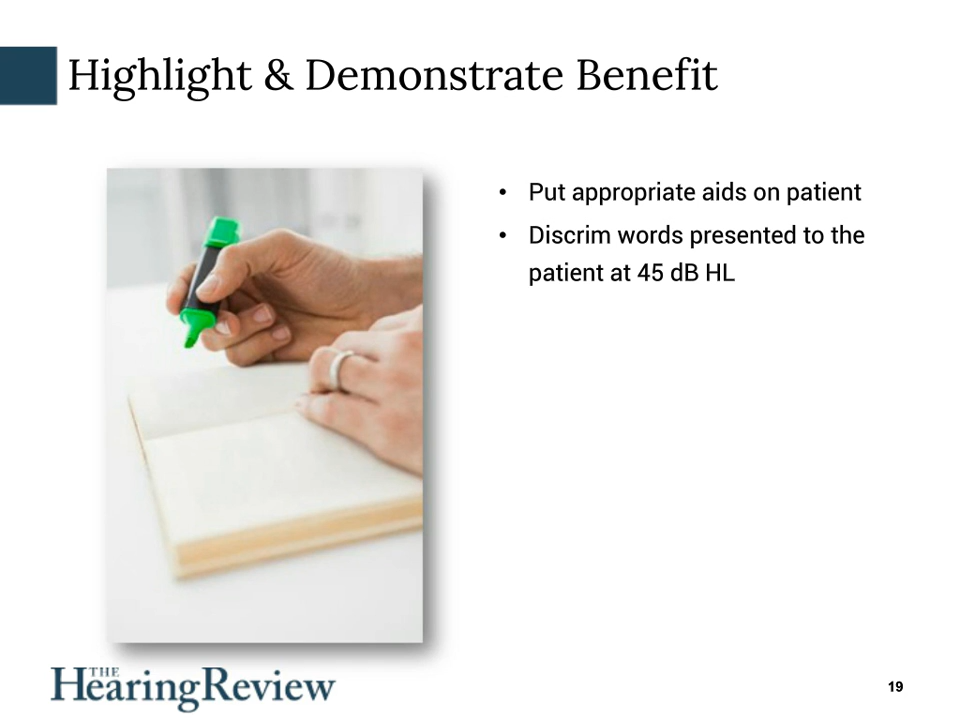 Highlight & Demonstrate Benefit
• Put appropriate aids on patient
• Discrim words presented to the
patient at 45 dB HL
THE
HearingReview
19